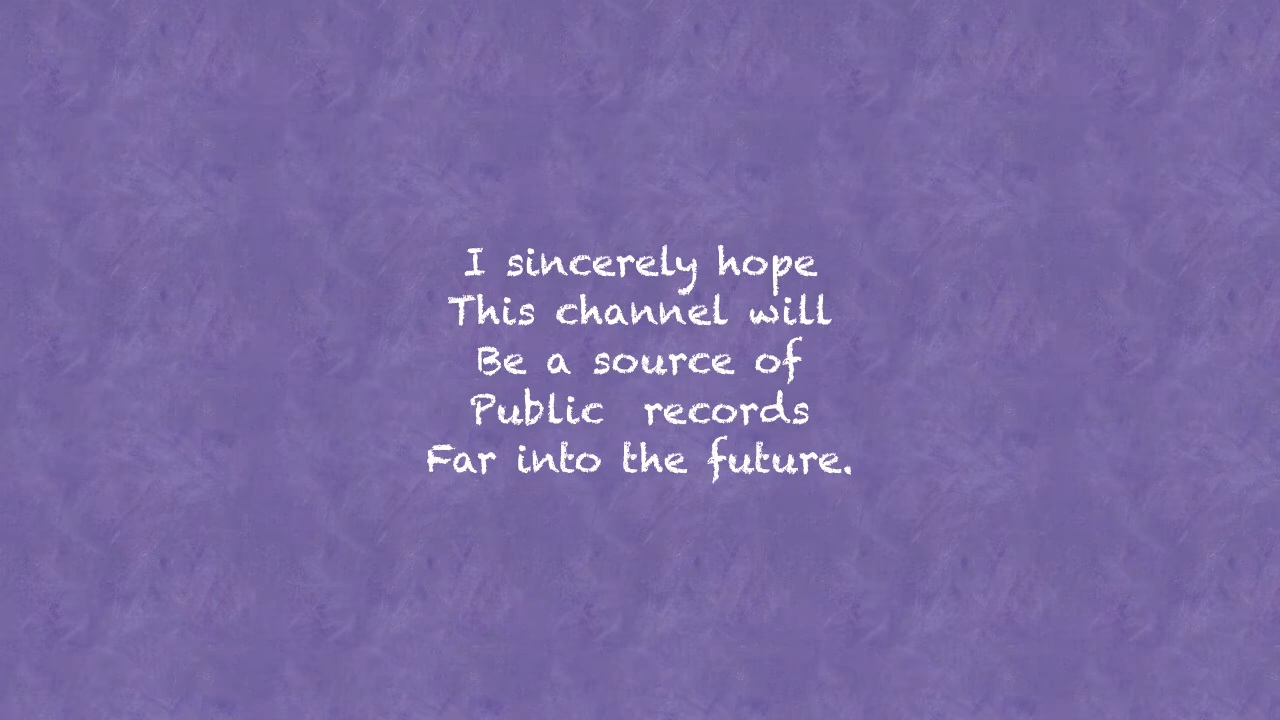 I sincerely hope
This channel will
Be a source of
Public  records
Far into the future.